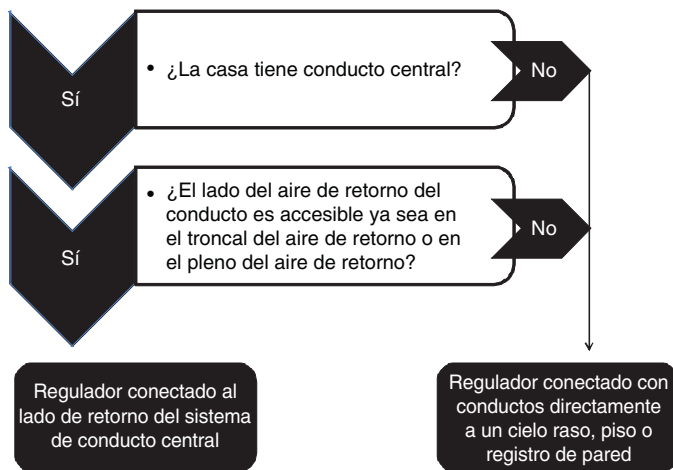 • ¿La casa tiene conducto central?
No
Sí
• ¿El lado del aire de retorno del
conducto es accesible ya sea en
el troncal del aire de retorno o en
el pleno del aire de retorno?
No
Sí
Regulador conectado al
lado de retorno del sistema
de conducto central
Regulador conectado con
conductos directamente
a un cielo raso, piso o
registro de pared